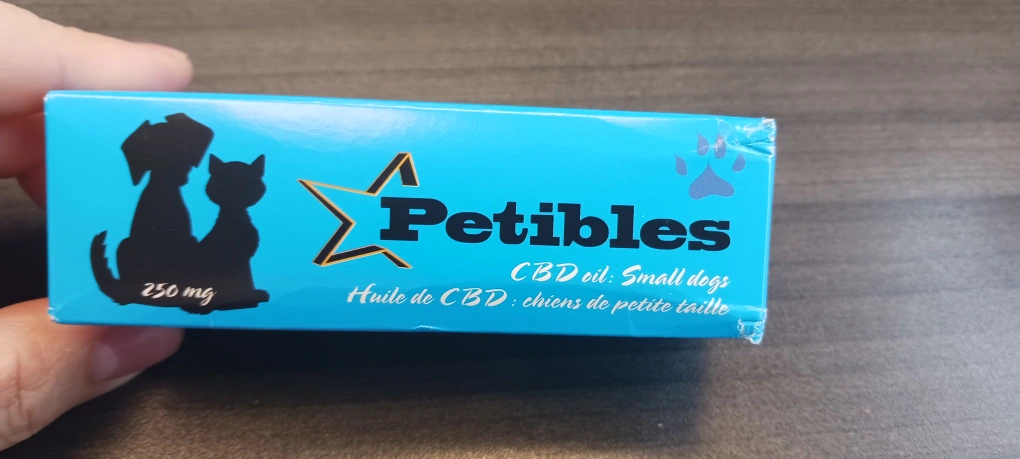 Petibles
CBD oil: Small dogs
Huile de CBD : chiens de petite taille
250 mg